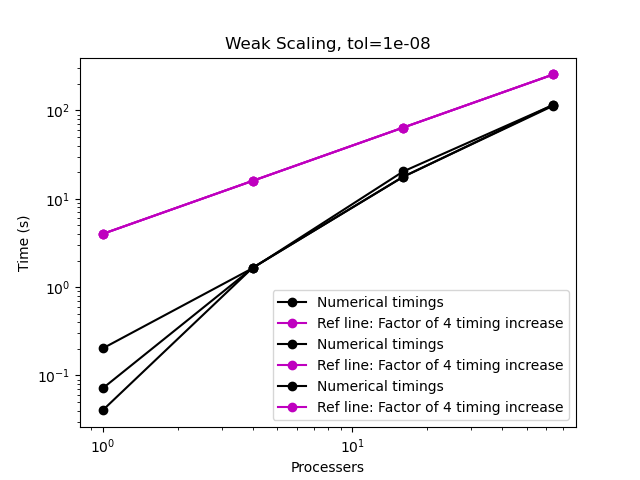 Weak Scaling, tol=1e-08
Time (s)
10²
10¹
10⁰
10⁻¹
Numerical timings
Ref line: Factor of 4 timing increase
Numerical timings
Ref line: Factor of 4 timing increase
Numerical timings
Ref line: Factor of 4 timing increase
10⁰
10¹
Processers